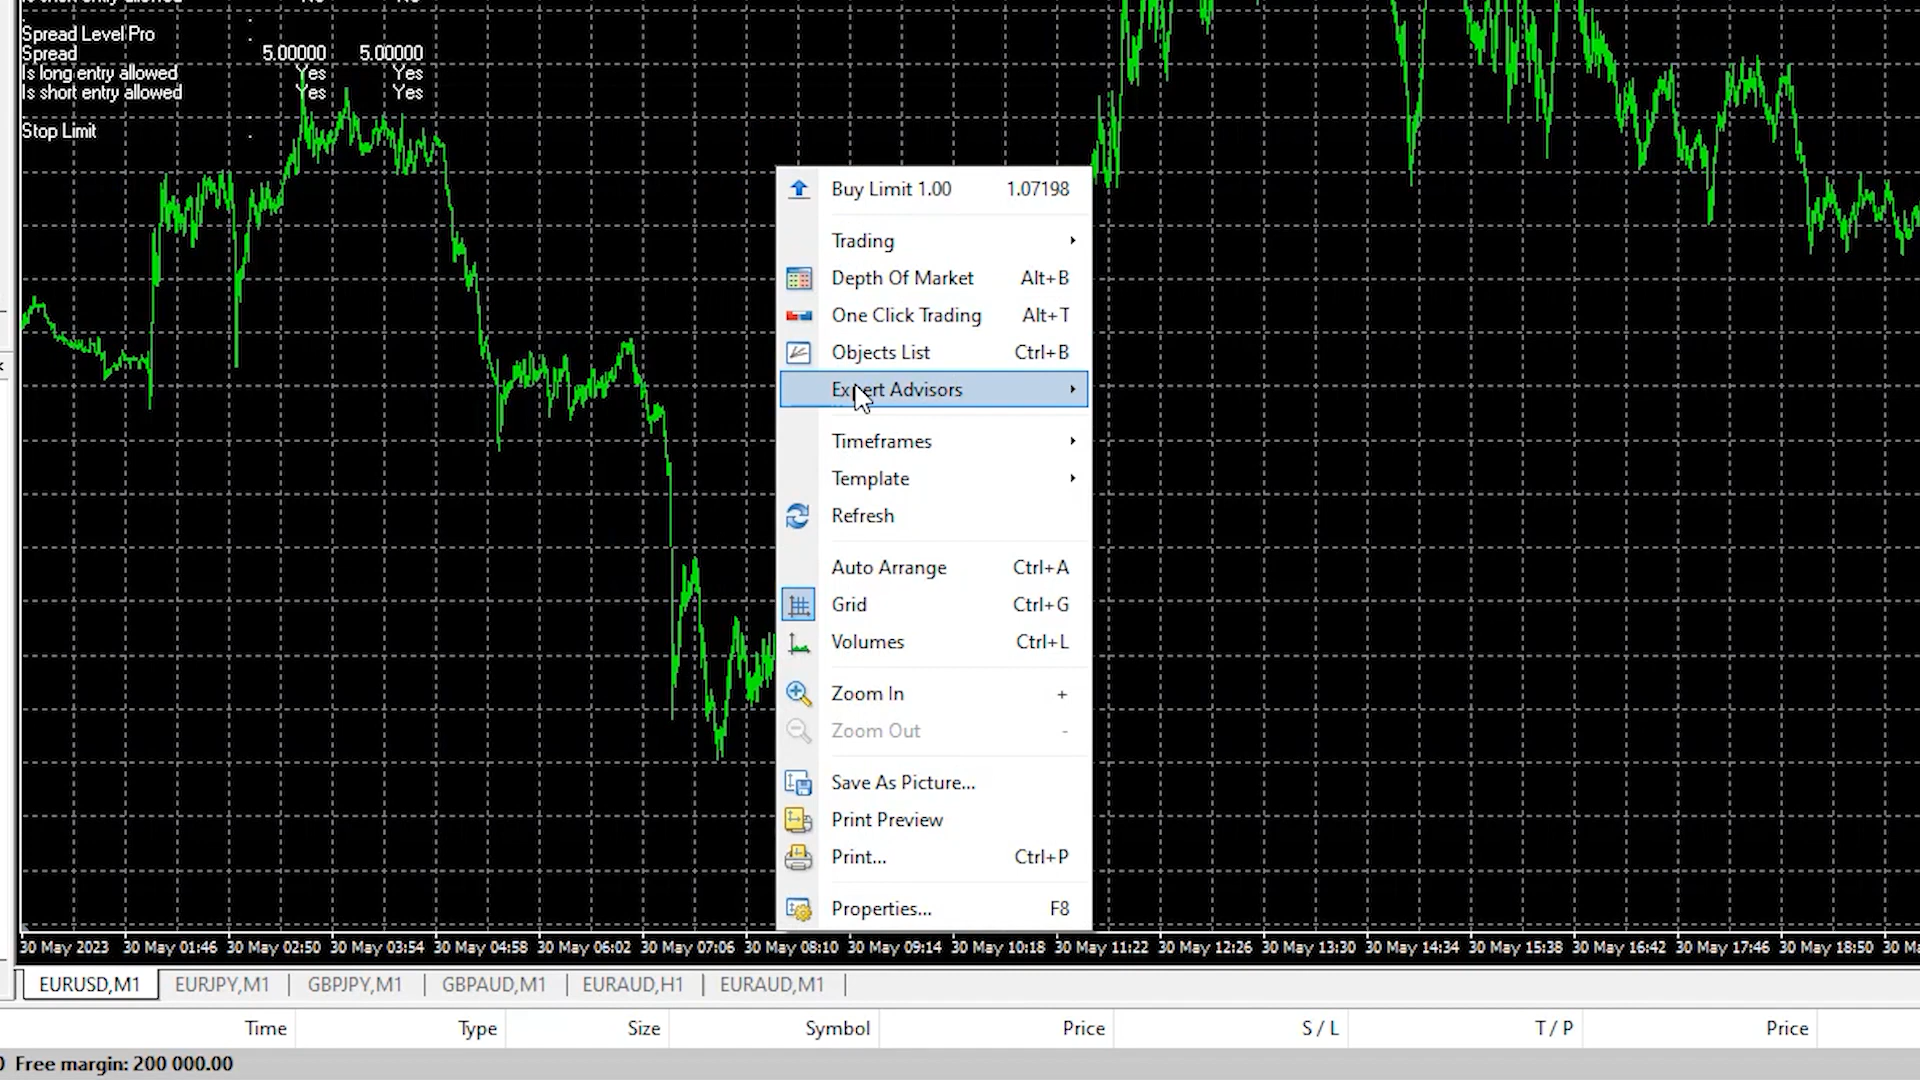 Is short entry allowed No No
.
Spread Level Pro .
Spread 5.00000 5.00000
Is long entry allowed Yes Yes
Is short entry allowed Yes Yes
Stop Limit .
Buy Limit 1.00 1.07198
Trading
Depth Of Market Alt+B
One Click Trading Alt+T
Objects List Ctrl+B
Expert Advisors
Timeframes
Template
Refresh
Auto Arrange Ctrl+A
Grid Ctrl+G
Volumes Ctrl+L
Zoom In +
Zoom Out -
Save As Picture...
Print Preview
Print... Ctrl+P
Properties... F8
30 May 2023 30 May 01:46 30 May 02:50 30 May 03:54 30 May 04:58 30 May 06:02 30 May 07:06 30 May 08:10 30 May 09:14 30 May 10:18 30 May 11:22 30 May 12:26 30 May 13:30 30 May 14:34 30 May 15:38 30 May 16:42 30 May 17:46 30 May 18:50 30 M
EURUSD,M1 EURJPY,M1 GBPJPY,M1 GBPAUD,M1 EURAUD,H1 EURAUD,M1
Time Type Size Symbol Price S / L T / P Price
0 Free margin: 200 000.00